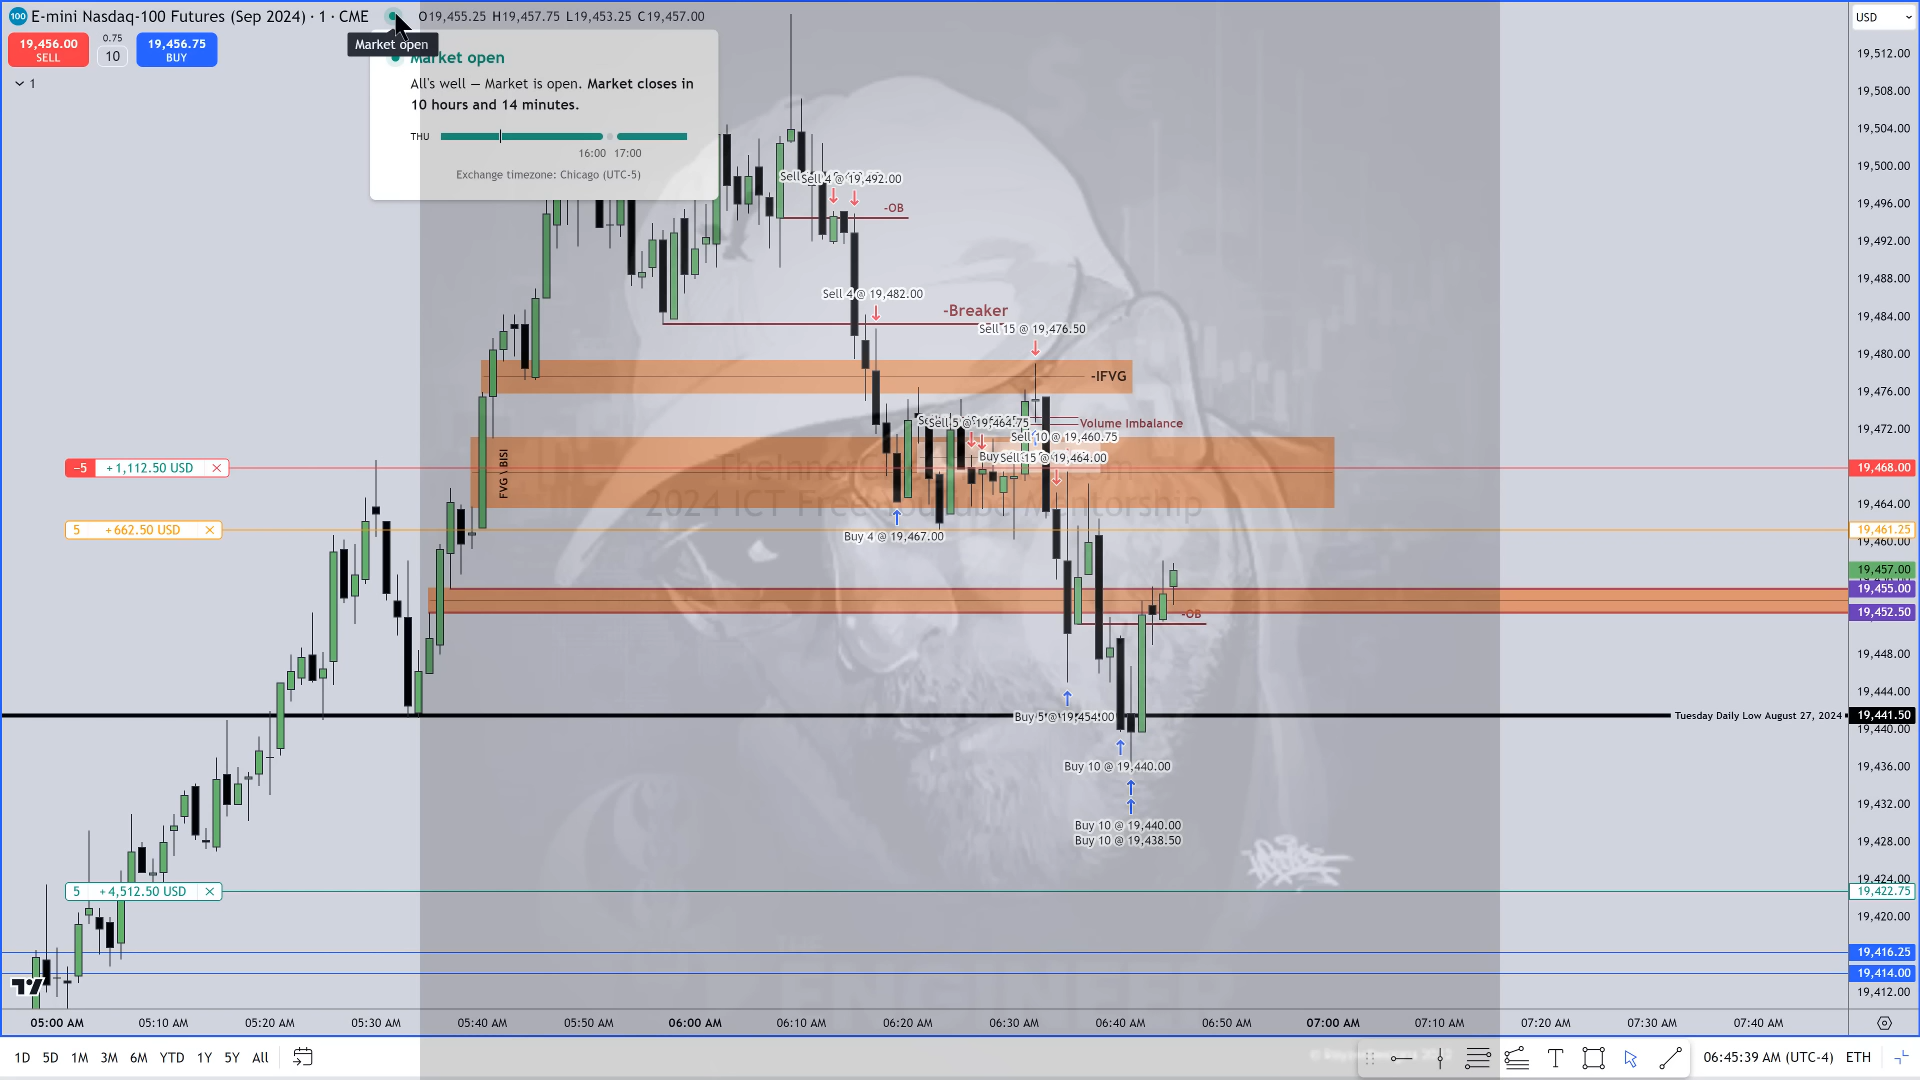 100 E-mini Nasdaq-100 Futures (Sep 2024) · 1 · CME O19,455.25 H19,457.75 L19,453.25 C19,457.00
USD
19,456.00 SELL
0.75
10
19,456.75 BUY
Market open
1
Market open
All's well — Market is open. Market closes in
10 hours and 14 minutes.
THU
16:00 17:00
Exchange timezone: Chicago (UTC-5)
Sell 4 @ 19,492.00
-OB
Sell 4 @ 19,482.00
-Breaker
Sell 15 @ 19,476.50
-IFVG
Sell 5 @ 19,464.75
Volume Imbalance
Sell 10 @ 19,460.75
Buy
Sell 15 @ 19,464.00
FVG \ BISI
2024 ICT Free YouTube Mentorship
−5 +1,112.50 USD
5 +662.50 USD
Buy 4 @ 19,467.00
-OB
Buy 5 @ 19,454.00
Tuesday Daily Low August 27, 2024
Buy 10 @ 19,440.00
Buy 10 @ 19,440.00
Buy 10 @ 19,438.50
5 +4,512.50 USD
19,512.00
19,508.00
19,504.00
19,500.00
19,496.00
19,492.00
19,488.00
19,484.00
19,480.00
19,476.00
19,472.00
19,468.00
19,464.00
19,461.25
19,460.00
19,457.00
19,455.00
19,452.50
19,448.00
19,444.00
19,441.50
19,440.00
19,436.00
19,432.00
19,428.00
19,424.00
19,422.75
19,420.00
19,416.25
19,414.00
19,412.00
05:00 AM 05:10 AM 05:20 AM 05:30 AM 05:40 AM 05:50 AM 06:00 AM 06:10 AM 06:20 AM 06:30 AM 06:40 AM 06:50 AM 07:00 AM 07:10 AM 07:20 AM 07:30 AM 07:40 AM
1D 5D 1M 3M 6M YTD 1Y 5Y All
06:45:39 AM (UTC-4) ETH